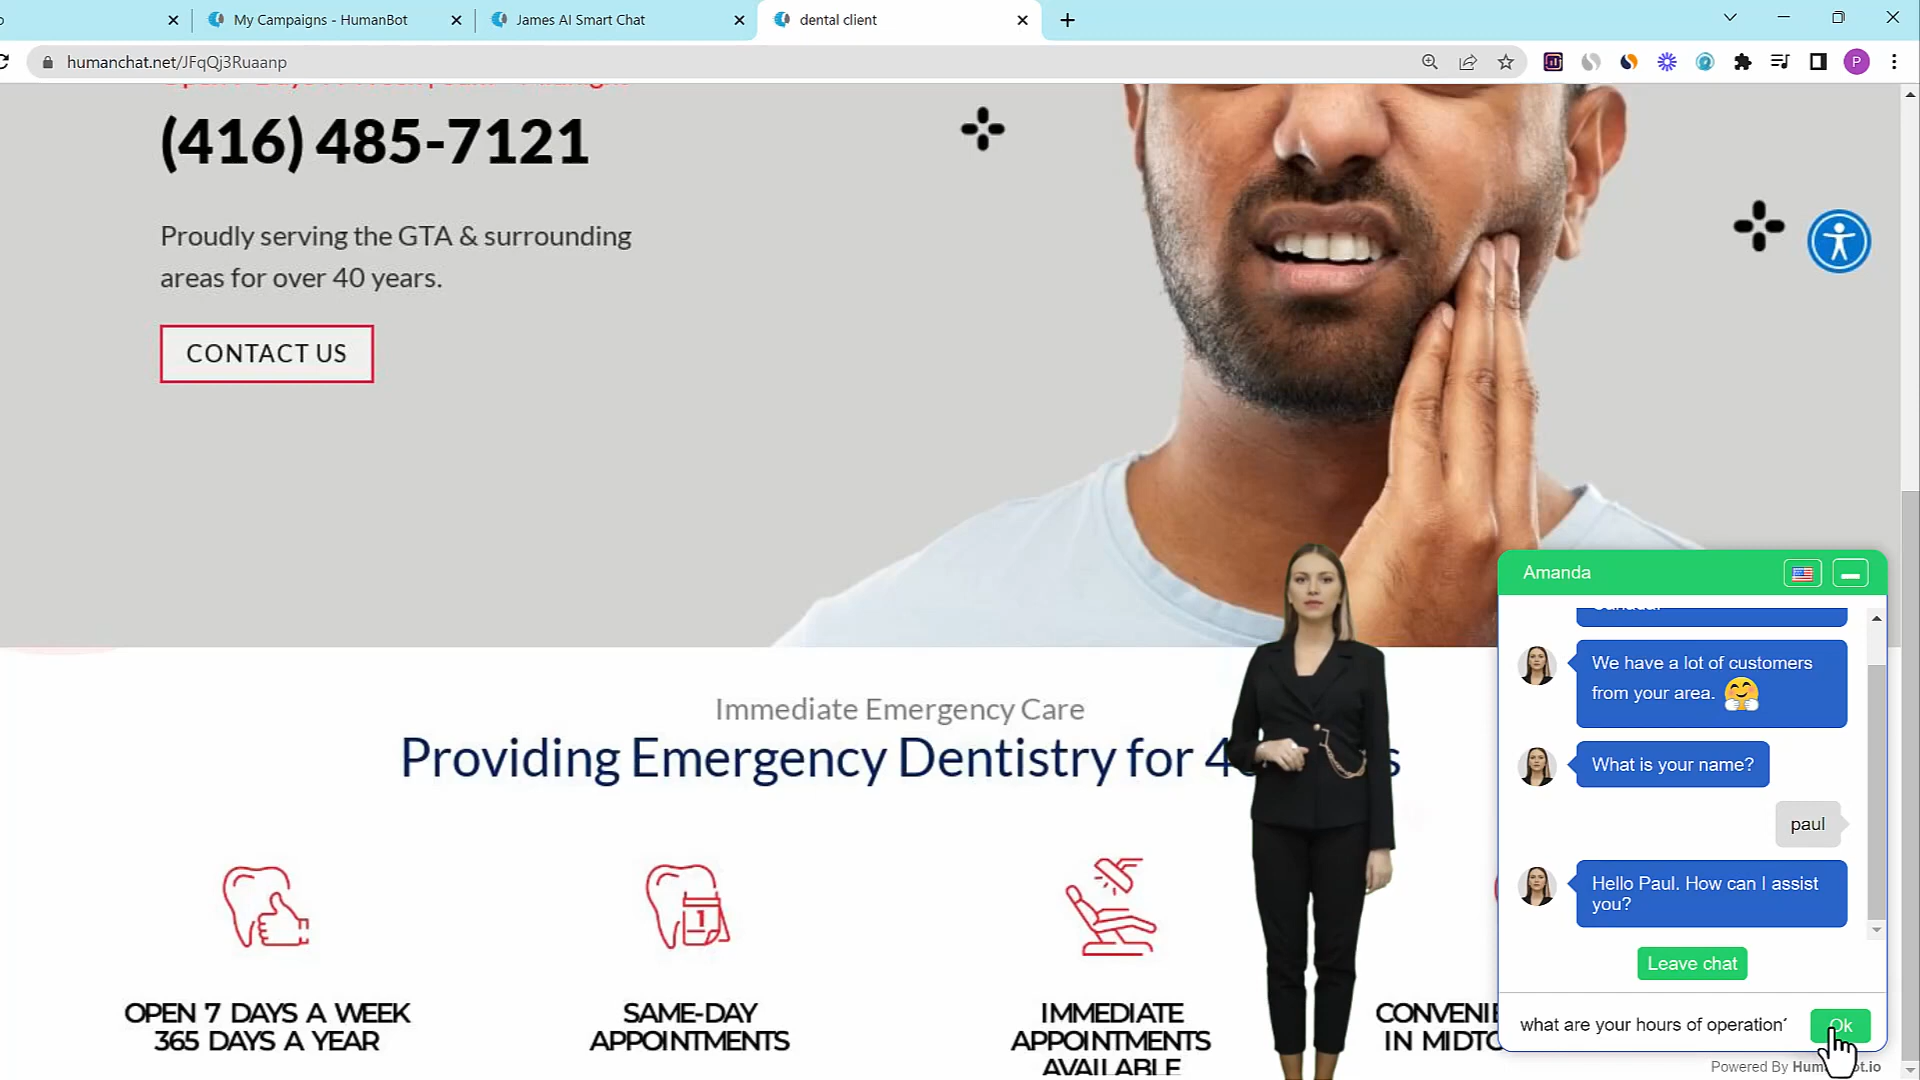 My Campaigns - HumanBot
James AI Smart Chat
dental client
humanchat.net/JFqQj3Ruaanp
P
(416) 485-7121
Proudly serving the GTA & surrounding
areas for over 40 years.
CONTACT US
Immediate Emergency Care
Providing Emergency Dentistry for 4
OPEN 7 DAYS A WEEK
365 DAYS A YEAR
SAME-DAY
APPOINTMENTS
IMMEDIATE
APPOINTMENTS
AVAILABLE
IN
Amanda
We have a lot of customers
from your area.
What is your name?
paul
Hello Paul. How can I assist
you?
Leave chat
what are your hours of operation
Ok
Powered By